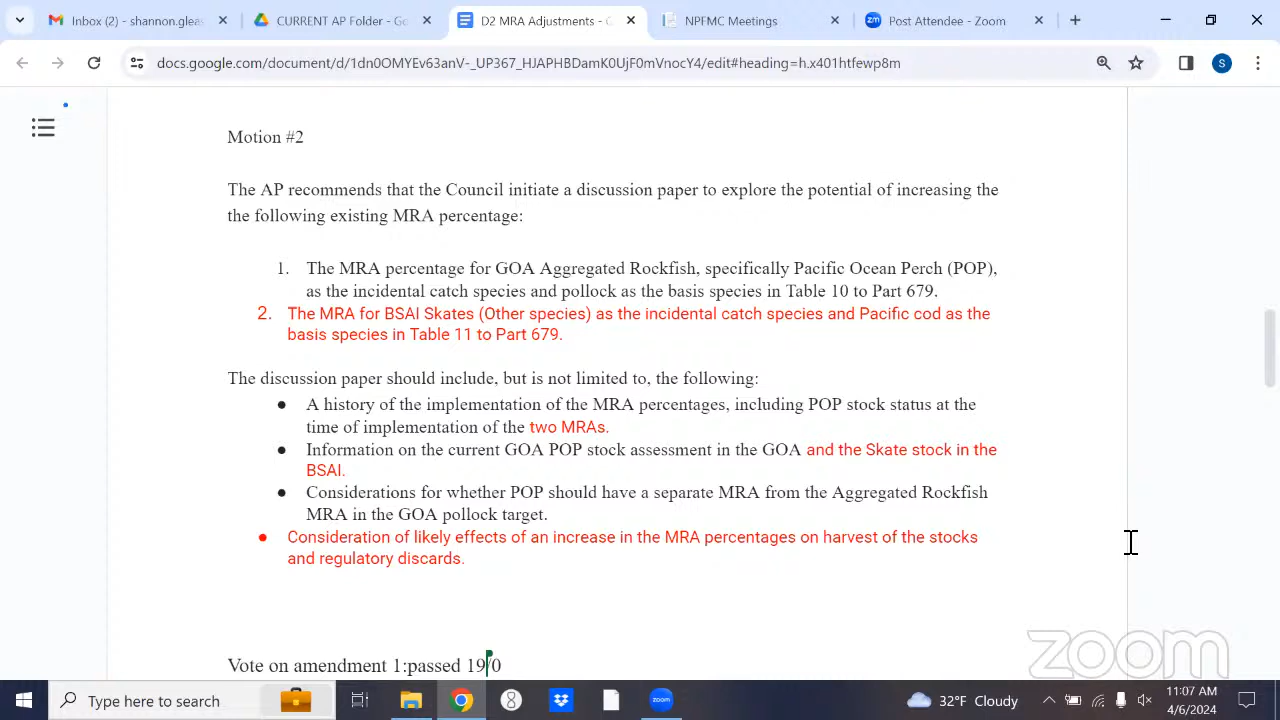 Inbox (2) - shannon.glea
CURRENT AP Folder - Go
D2 MRA Adjustments - G
NPFMC Meetings
Post Attendee - Zoom
docs.google.com/document/d/1dn0OMYEv63anV-_UP367_HJAPHBDamK0UjF0mVnocY4/edit#heading=h.x401htfewp8m
S
Motion #2
The AP recommends that the Council initiate a discussion paper to explore the potential of increasing the
the following existing MRA percentage:
1. The MRA percentage for GOA Aggregated Rockfish, specifically Pacific Ocean Perch (POP),
as the incidental catch species and pollock as the basis species in Table 10 to Part 679.
2. The MRA for BSAI Skates (Other species) as the incidental catch species and Pacific cod as the
basis species in Table 11 to Part 679.
The discussion paper should include, but is not limited to, the following:
● A history of the implementation of the MRA percentages, including POP stock status at the
time of implementation of the two MRAs.
● Information on the current GOA POP stock assessment in the GOA and the Skate stock in the
BSAI.
● Considerations for whether POP should have a separate MRA from the Aggregated Rockfish
MRA in the GOA pollock target.
● Consideration of likely effects of an increase in the MRA percentages on harvest of the stocks
and regulatory discards.
Vote on amendment 1:passed 19/0
zoom
Type here to search
zoom
32°F Cloudy
11:07 AM
4/6/2024